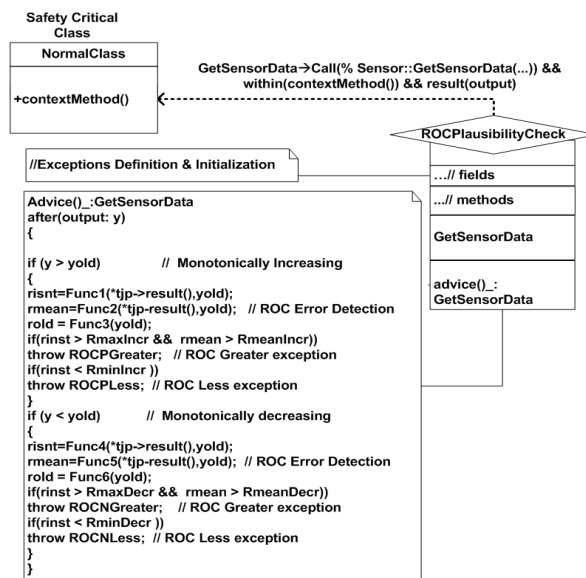 Safety Critical
Class
NormalClass
+contextMethod()
GetSensorData→Call(% Sensor::GetSensorData(...)) &&
within(contextMethod()) && result(output)
ROCPlausibilityCheck
...// fields
...// methods
GetSensorData
advice()_:
GetSensorData
//Exceptions Definition & Initialization
Advice()_:GetSensorData
after(output: y)
{
if (y > yold) // Monotonically Increasing
{
risnt=Func1(*tjp->result(),yold);
rmean=Func2(*tjp-result(),yold); // ROC Error Detection
rold = Func3(yold);
if(rinst > RmaxIncr && rmean > RmeanIncr))
throw ROCPGreater; // ROC Greater exception
if(rinst < RminIncr ))
throw ROCPLess; // ROC Less exception
}
if (y < yold) // Monotonically decreasing
{
risnt=Func4(*tjp->result(),yold);
rmean=Func5(*tjp-result(),yold); // ROC Error Detection
rold = Func6(yold);
if(rinst > RmaxDecr && rmean > RmeanDecr))
throw ROCNGreater; // ROC Greater exception
if(rinst < RminDecr ))
throw ROCNLess; // ROC Less exception
}
}